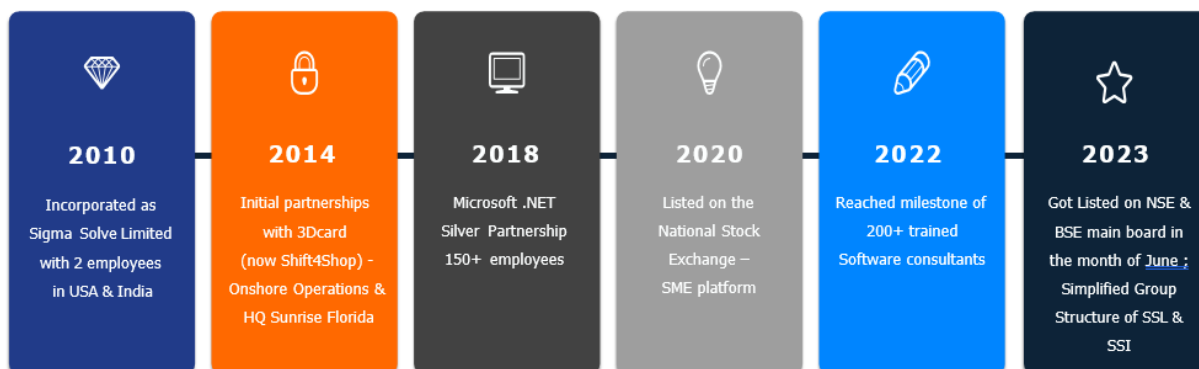 2010
Incorporated as
Sigma Solve Limited
with 2 employees
in USA & India
2014
Initial partnerships
with 3Dcard
(now Shift4Shop) -
Onshore Operations &
HQ Sunrise Florida
2018
Microsoft .NET
Silver Partnership
150+ employees
2020
Listed on the
National Stock
Exchange –
SME platform
2022
Reached milestone of
200+ trained
Software consultants
2023
Got Listed on NSE &
BSE main board in
the month of June ;
Simplified Group
Structure of SSL &
SSI